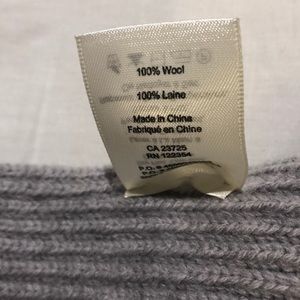 100% Wool
100% Laine
Made in China
Fabriqué en Chine
CA 23725
RN 122354